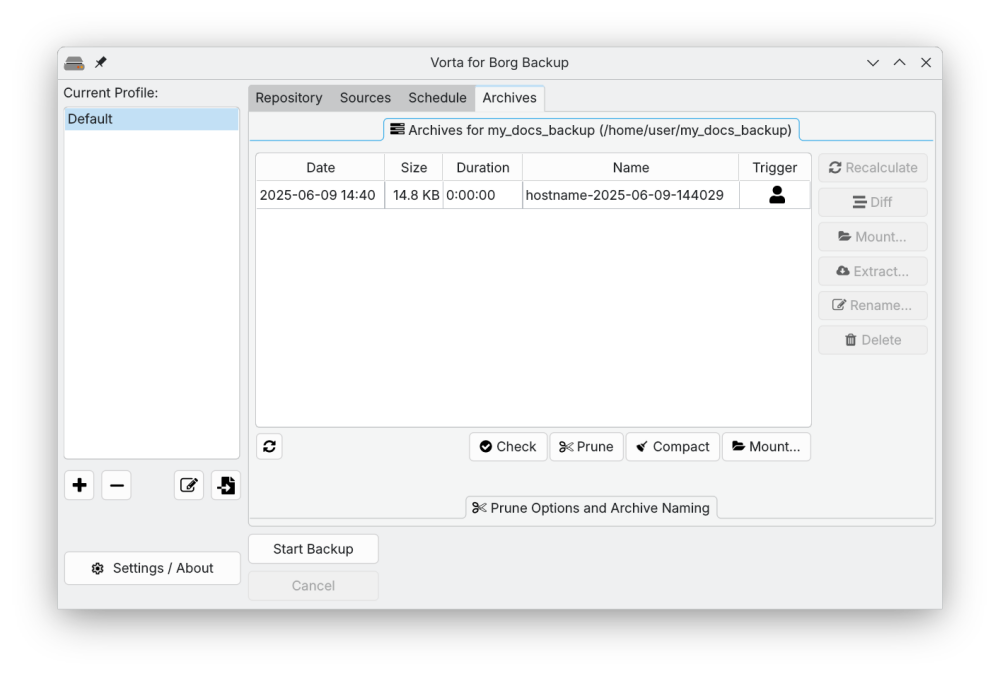 Vorta for Borg Backup
Current Profile:
Default
Repository Sources Schedule Archives
Archives for my_docs_backup (/home/user/my_docs_backup)
Date Size Duration Name Trigger
2025-06-09 14:40 14.8 KB 0:00:00 hostname-2025-06-09-144029
Recalculate
Diff
Mount...
Extract...
Rename...
Delete
Check Prune Compact Mount...
Prune Options and Archive Naming
Start Backup
Settings / About
Cancel